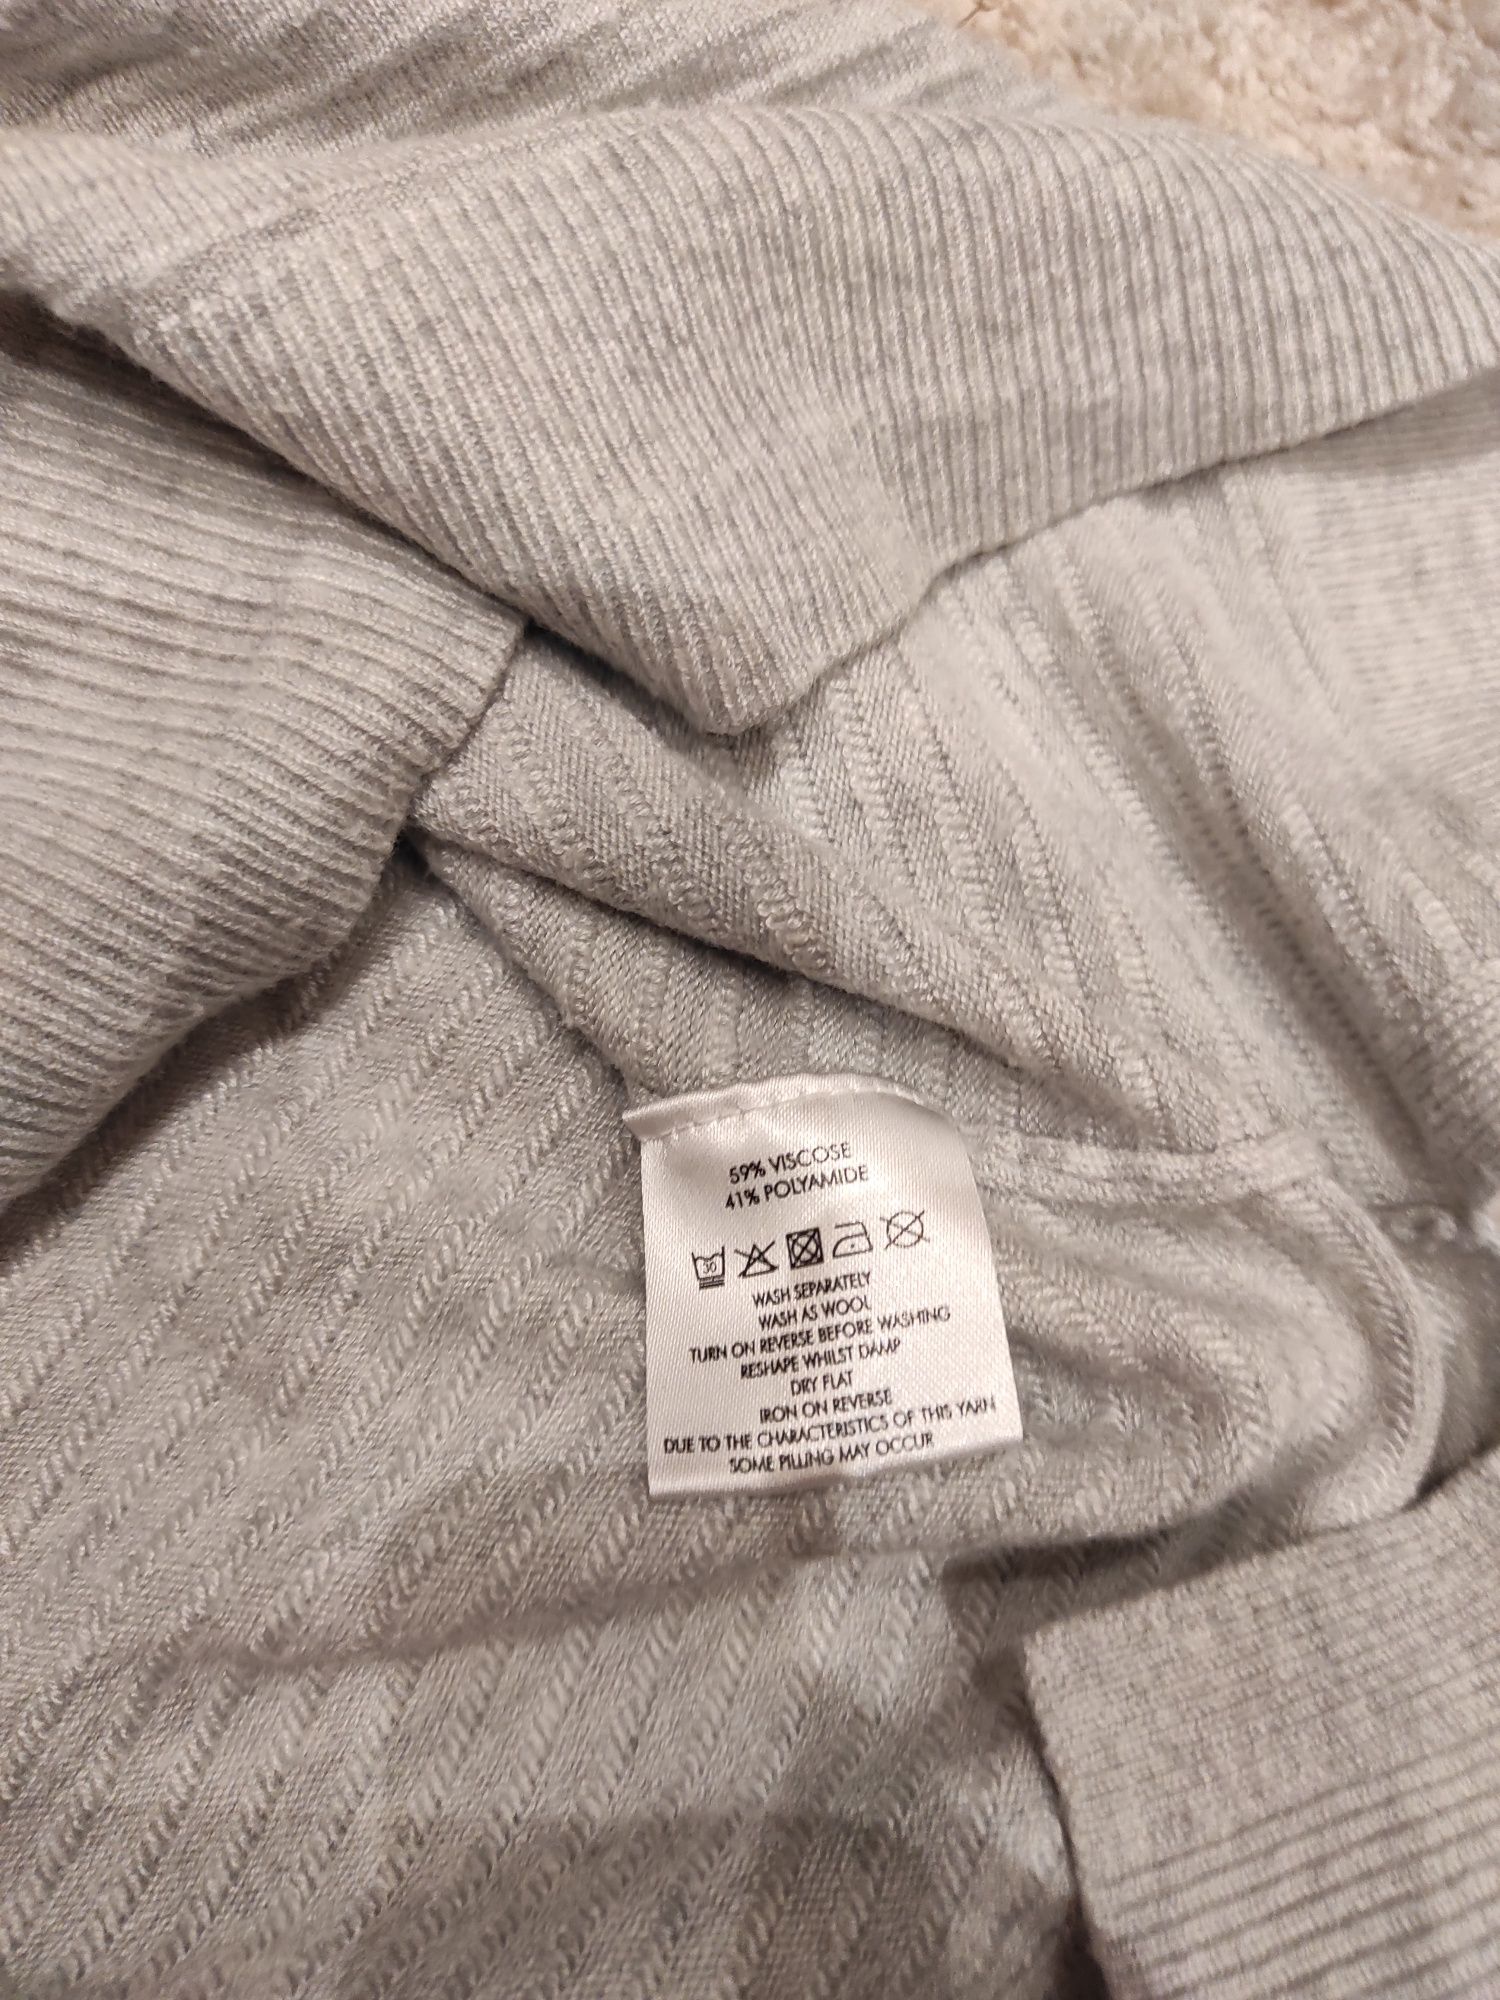 59% VISCOSE
41% POLYAMIDE
30
WASH SEPARATELY
WASH AS WOOL
TURN ON REVERSE BEFORE WASHING
RESHAPE WHILST DAMP
DRY FLAT
IRON ON REVERSE
DUE TO THE CHARACTERISTICS OF THIS YARN
SOME PILLING MAY OCCUR